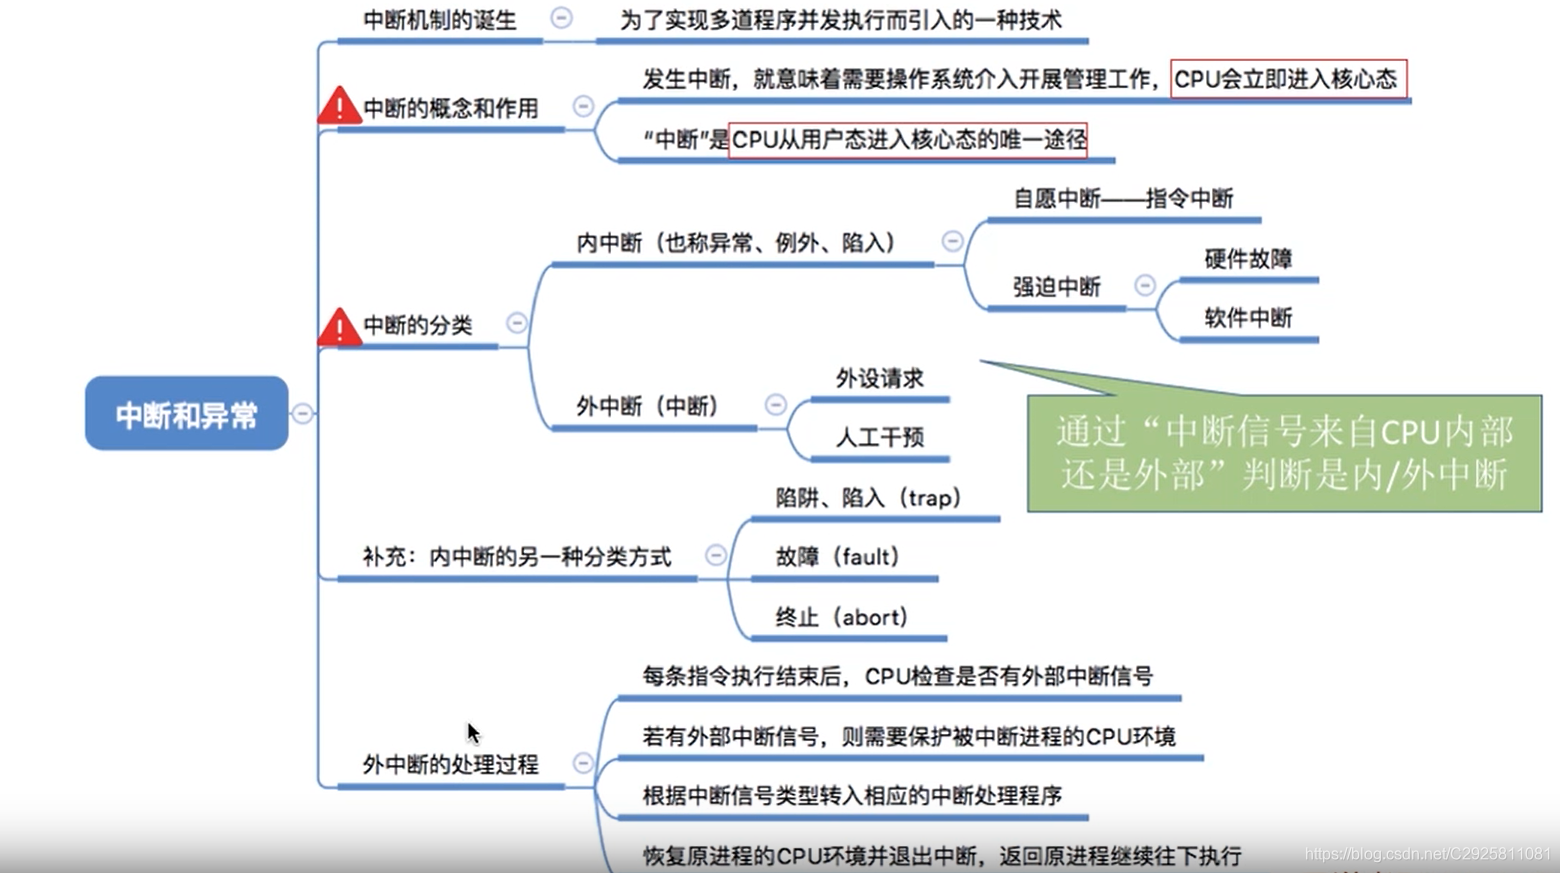 中断机制的诞生
为了实现多道程序并发执行而引入的一种技术
中断的概念和作用
发生中断，就意味着需要操作系统介入开展管理工作，CPU会立即进入核心态
“中断”是CPU从用户态进入核心态的唯一途径
中断和异常
中断的分类
内中断（也称异常、例外、陷入）
自愿中断——指令中断
强迫中断
硬件故障
软件中断
外中断（中断）
外设请求
人工干预
通过“中断信号来自CPU内部
还是外部”判断是内/外中断
补充：内中断的另一种分类方式
陷阱、陷入（trap）
故障（fault）
终止（abort）
外中断的处理过程
每条指令执行结束后，CPU检查是否有外部中断信号
若有外部中断信号，则需要保护被中断进程的CPU环境
根据中断信号类型转入相应的中断处理程序
恢复原进程的CPU环境并退出中断，返回原进程继续往下执行
https://blog.csdn.net/C2925811081